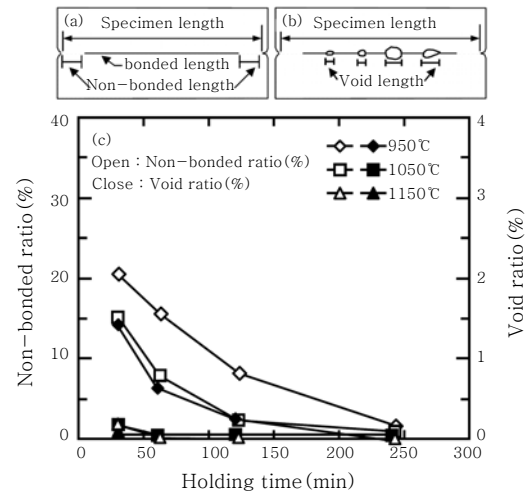 (a) Specimen length
bonded length
Non-bonded length
(b) Specimen length
Void length
(c)
Open : Non-bonded ratio(%)
Close : Void ratio(%)
950℃
1050℃
1150℃
Non-bonded ratio(%)
40
30
20
10
0
Void ratio(%)
4
3
2
1
0
0 50 100 150 200 250 300
Holding time(min)